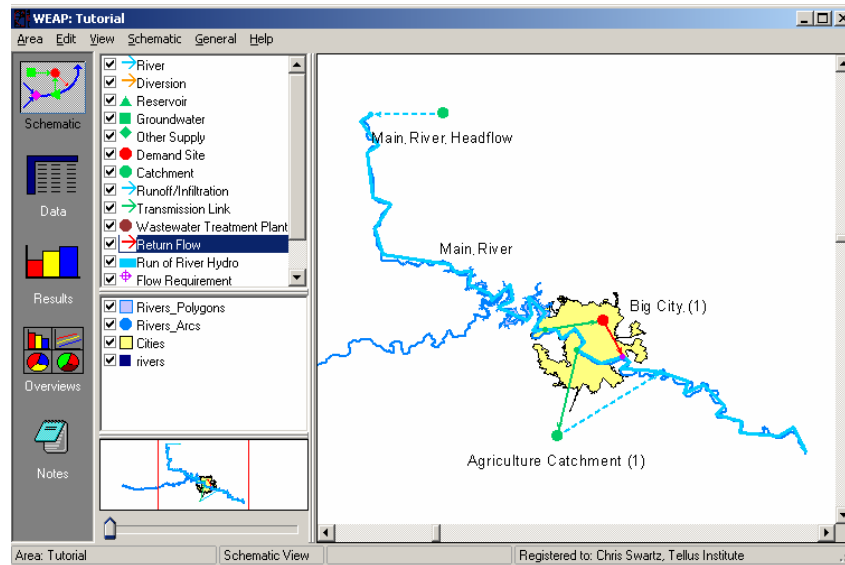 WEAP: Tutorial
Area Edit View Schematic General Help
Schematic
Data
Results
Overviews
Notes
River
Diversion
Reservoir
Groundwater
Other Supply
Demand Site
Catchment
Runoff/Infiltration
Transmission Link
Wastewater Treatment Plant
Return Flow
Run of River Hydro
Flow Requirement
Rivers_Polygons
Rivers_Arcs
Cities
rivers
Main, River, Headflow
Main, River
Big City, (1)
Agriculture Catchment (1)
Area: Tutorial Schematic View Registered to: Chris Swartz, Tellus Institute